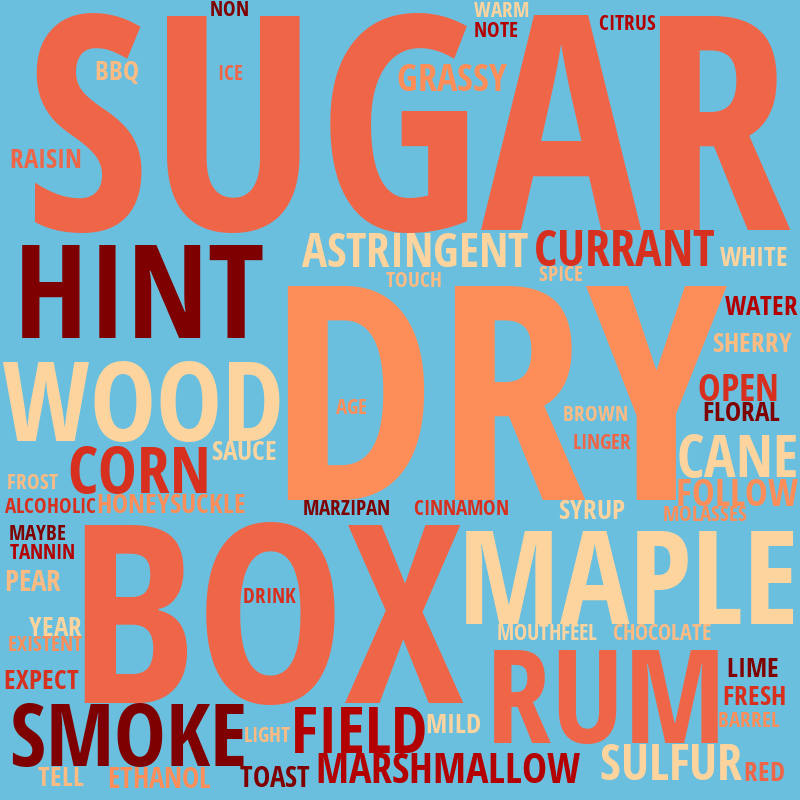 NON
WARM
NOTE
CITRUS
SUGAR
BBQ
ICE
GRASSY
RAISIN
HINT
ASTRINGENT
CURRANT
WHITE
TOUCH
SPICE
DRY
WATER
SHERRY
WOOD
OPEN
AGE
BROWN
FLORAL
LINGER
SAUCE
CORN
CANE
FROST
FOLLOW
ALCOHOLIC
HONEYSUCKLE
MARZIPAN
CINNAMON
SYRUP
MOLASSES
MAYBE
TANNIN
BOX
MAPLE
PEAR
DRINK
YEAR
MOUTHFEEL
CHOCOLATE
EXISTENT
EXPECT
RUM
LIME
FRESH
SMOKE
LIGHT
FIELD
MILD
BARREL
TELL
ETHANOL
TOAST
MARSHMALLOW
SULFUR
RED